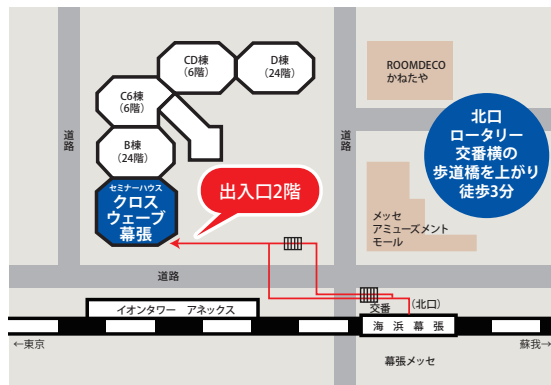 CD棟
(6階)
D棟
(24階)
C6棟
(6階)
B棟
(24階)
セミナーハウス
クロス
ウェーブ
幕張
出入口2階
道
路
道
路
道路
ROOMDECO
かねたや
北口
ロータリー
交番横の
歩道橋を上がり
徒歩3分
メッセ
アミューズメント
モール
イオンタワー アネックス
交番
(北口)
海浜幕張
←東京
蘇我→
幕張メッセ